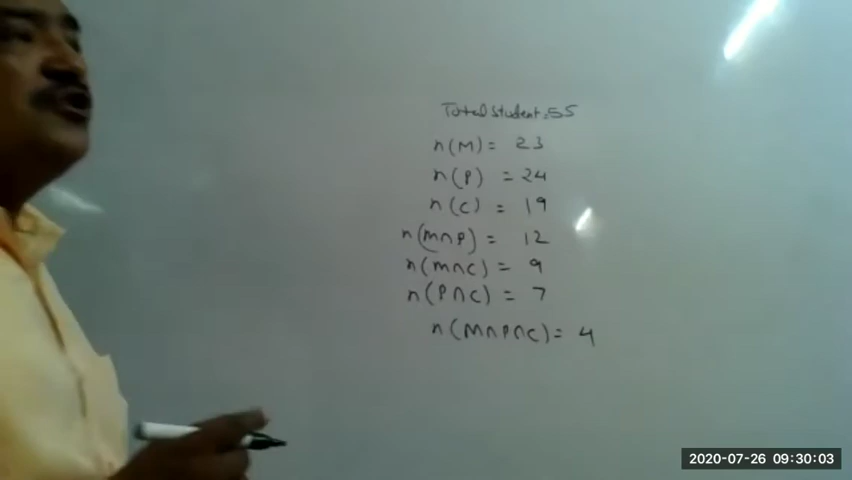 Total Student = 55
n(M) = 23
n(P) = 24
n(C) = 19
n(M∩P) = 12
n(M∩C) = 9
n(P∩C) = 7
n(M∩P∩C) = 4
2020-07-26 09:30:03